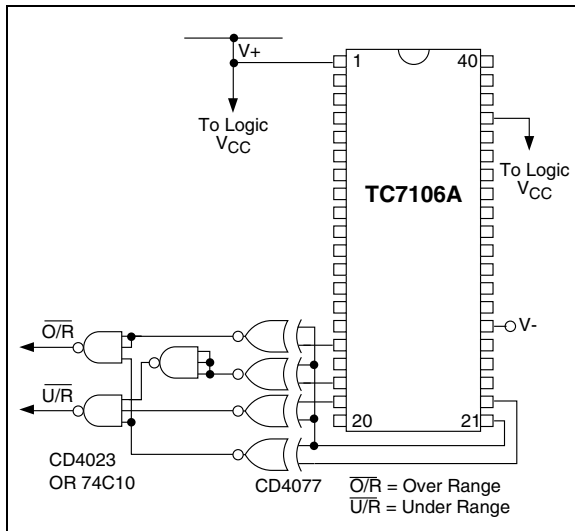 V+
1
40
To Logic
VCC
To Logic
VCC
TC7106A
O/R
V-
U/R
20
21
CD4023
OR 74C10
CD4077
O/R = Over Range
U/R = Under Range